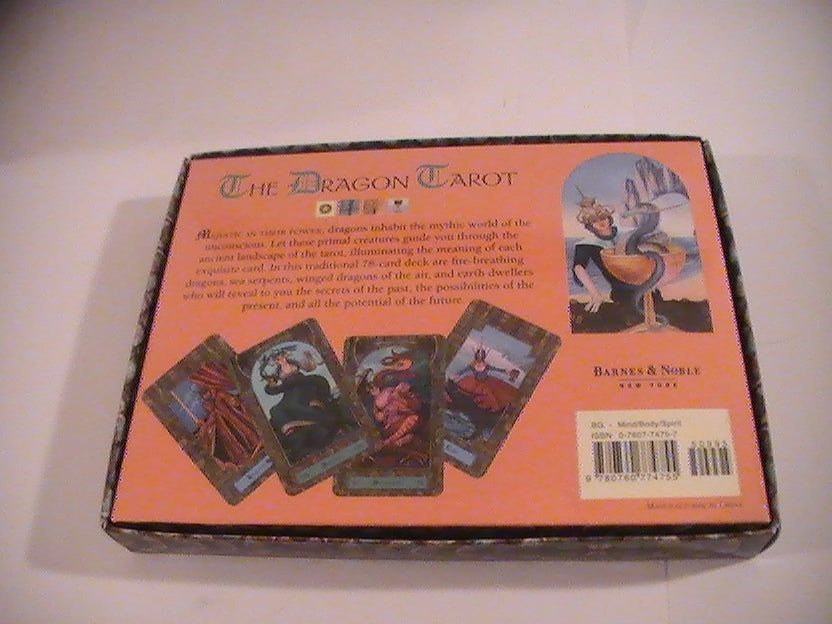 THE DRAGON TAROT
MAJESTIC IN THEIR POWER, dragons inhabit the mythic world of the
unconscious. Let these primal creatures guide you through the
ancient landscape of the tarot, illuminating the meaning of each
exquisite card. In this traditional 78-card deck are fire-breathing
dragons, sea serpents, winged dragons of the air, and earth dwellers
who will reveal to you the secrets of the past, the possibilities of the
present, and all the potential of the future.
BARNES & NOBLE
NEW YORK
BG. - Mind/Body/Spirit
ISBN 0-7607-7475-7
50995
9 780760 774755